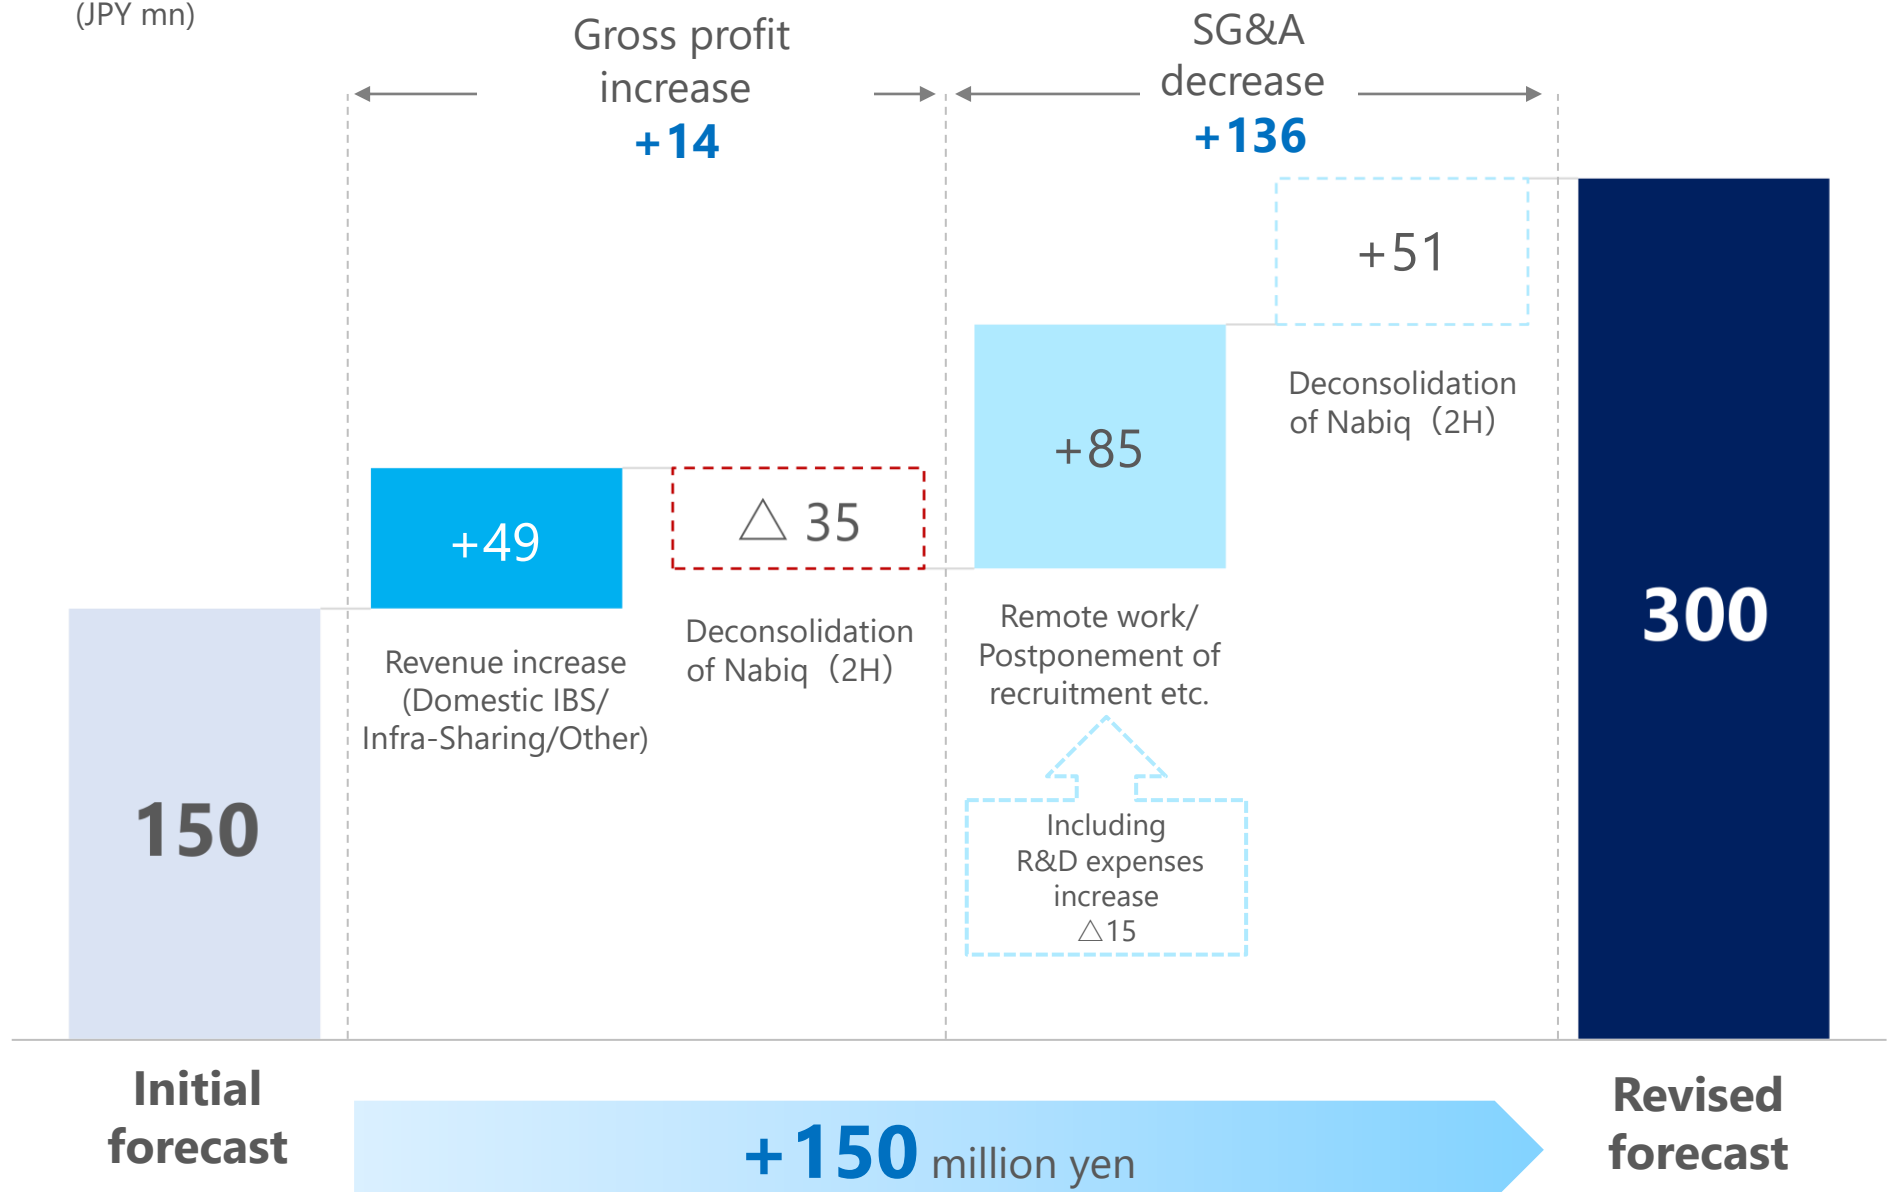 (JPY mn)
Gross profit
increase
+14
SG&A
decrease
+136
+51
Deconsolidation
of Nabiq（2H）
+85
Remote work/
Postponement of
recruitment etc.
Including
R&D expenses
increase
△15
+49
Revenue increase
(Domestic IBS/
Infra-Sharing/Other)
△ 35
Deconsolidation
of Nabiq（2H）
150
300
Initial
forecast
+150 million yen
Revised
forecast